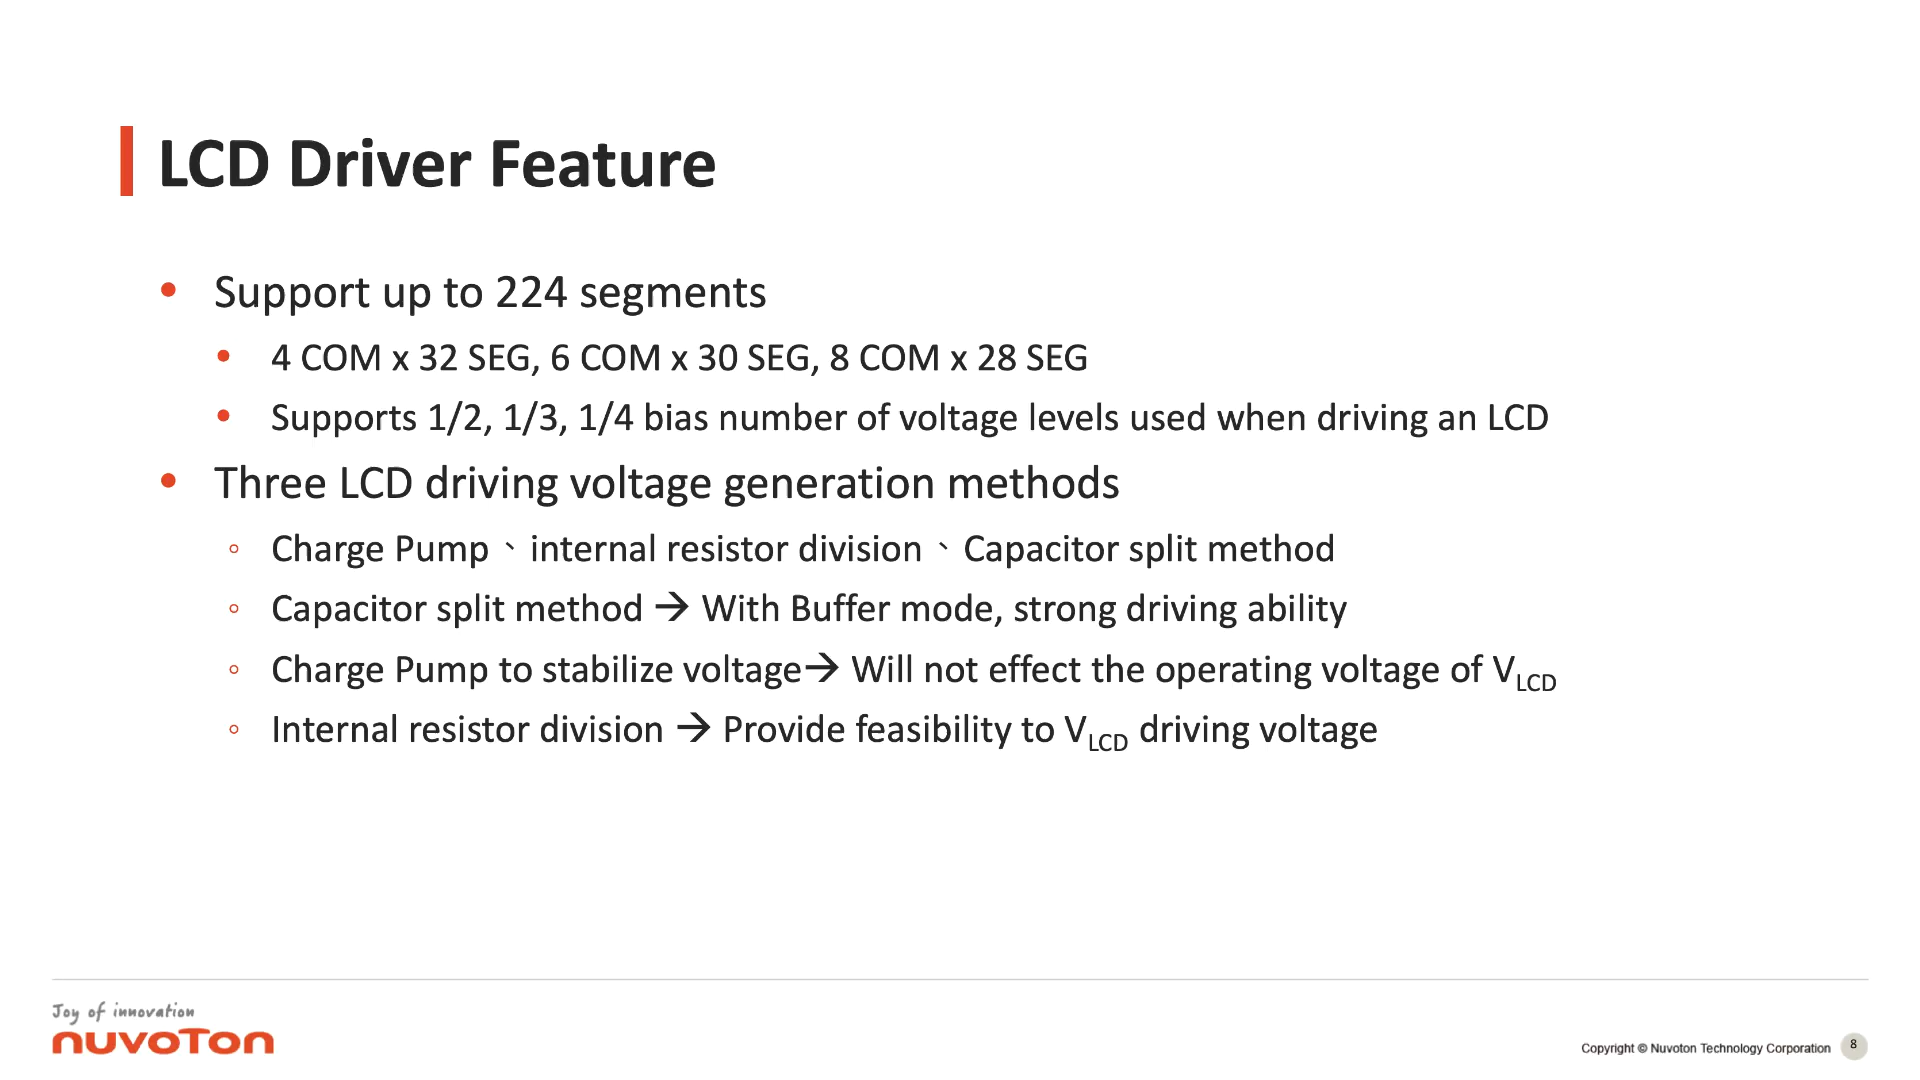 LCD Driver Feature
• Support up to 224 segments
• 4 COM x 32 SEG, 6 COM x 30 SEG, 8 COM x 28 SEG
• Supports 1/2, 1/3, 1/4 bias number of voltage levels used when driving an LCD
• Three LCD driving voltage generation methods
◦ Charge Pump、internal resistor division、Capacitor split method
◦ Capacitor split method → With Buffer mode, strong driving ability
◦ Charge Pump to stabilize voltage→ Will not effect the operating voltage of VLCD
◦ Internal resistor division → Provide feasibility to VLCD driving voltage
Joy of innovation
nuvoTon
Copyright © Nuvoton Technology Corporation 8